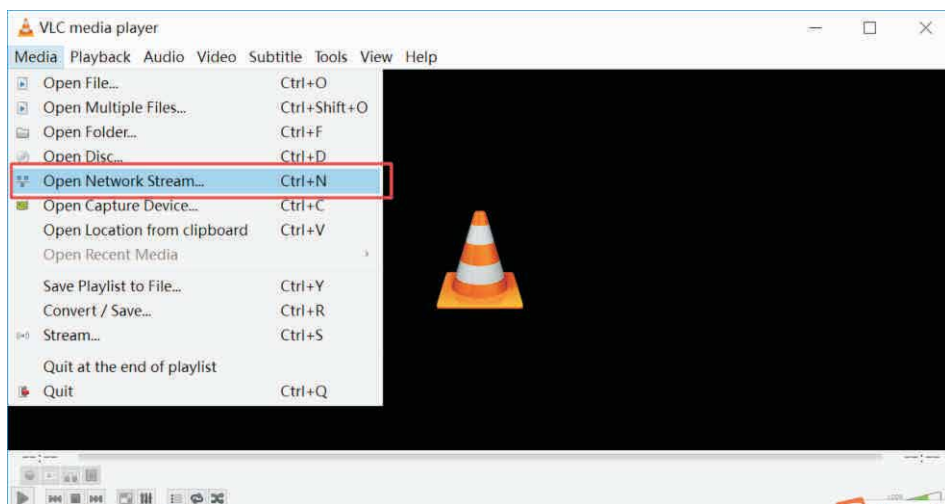 VLC media player
Media Playback Audio Video Subtitle Tools View Help
Open File... Ctrl+O
Open Multiple Files... Ctrl+Shift+O
Open Folder... Ctrl+F
Open Disc... Ctrl+D
Open Network Stream... Ctrl+N
Open Capture Device... Ctrl+C
Open Location from clipboard Ctrl+V
Open Recent Media
Save Playlist to File... Ctrl+Y
Convert / Save... Ctrl+R
Stream... Ctrl+S
Quit at the end of playlist
Quit Ctrl+Q
--:-- --:--